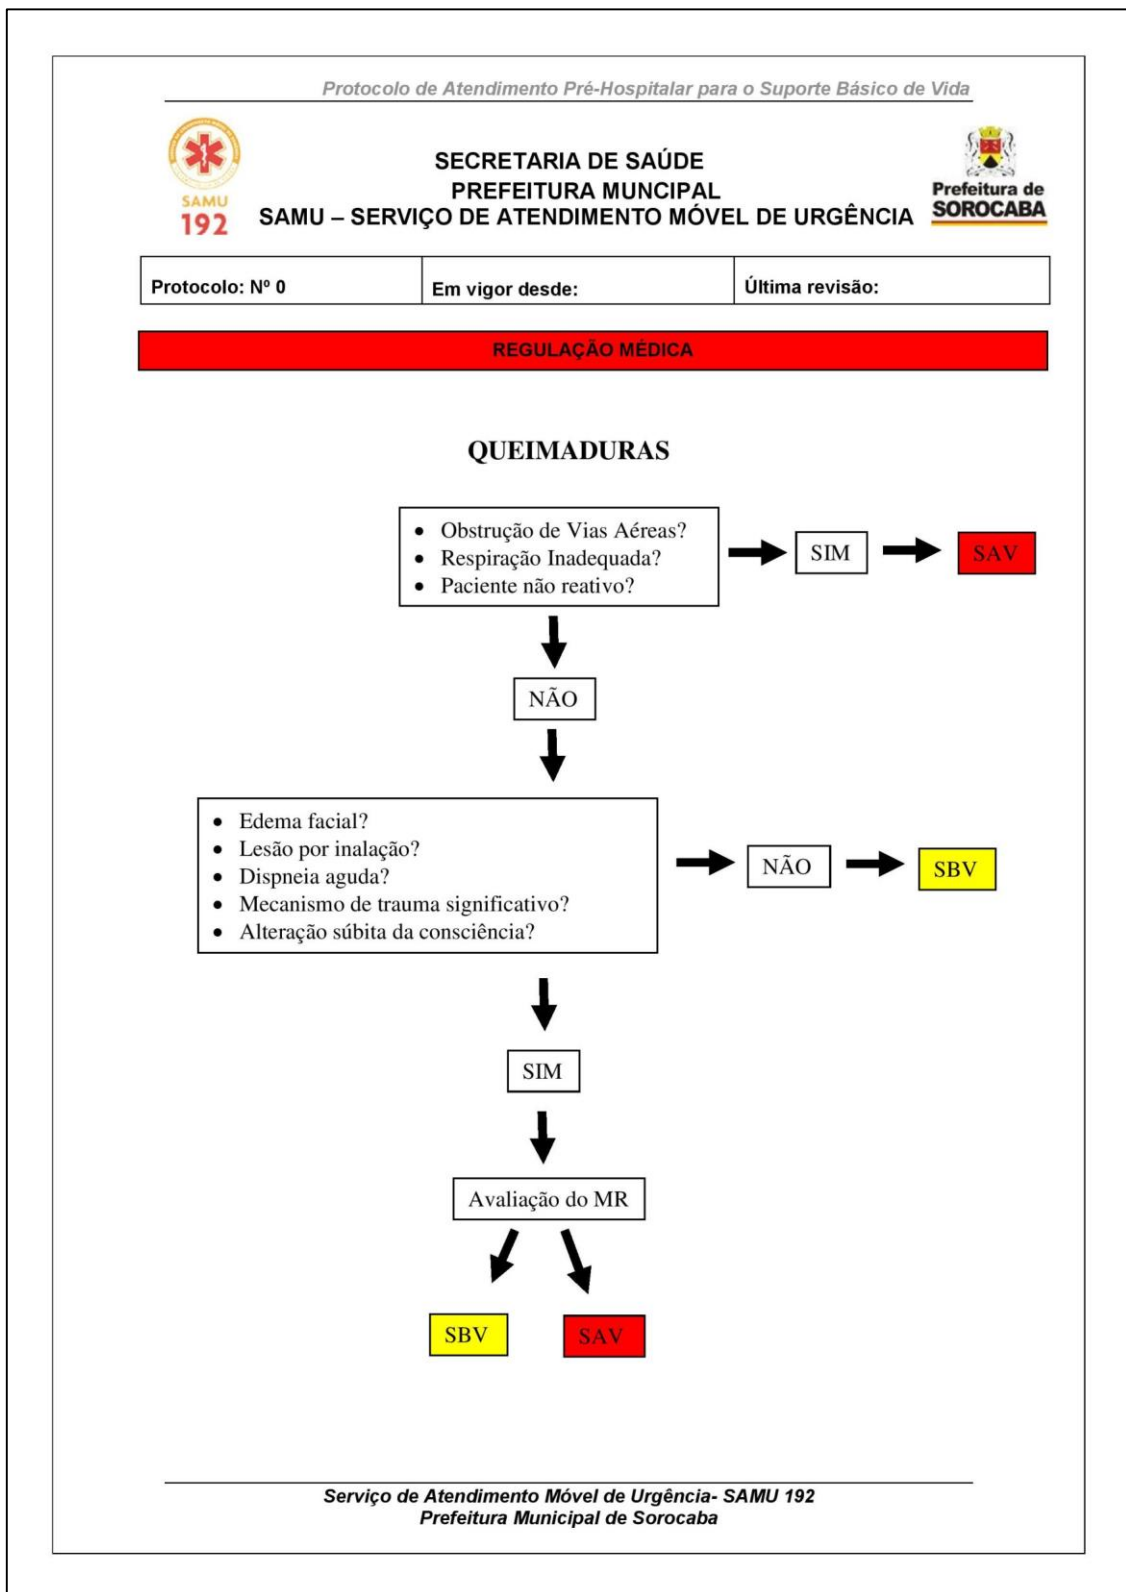 Protocolo de Atendimento Pré-Hospitalar para o Suporte Básico de Vida
SAMU
192
SECRETARIA DE SAÚDE
PREFEITURA MUNCIPAL
SAMU – SERVIÇO DE ATENDIMENTO MÓVEL DE URGÊNCIA
Prefeitura de
SOROCABA
Protocolo: Nº 0
Em vigor desde:
Última revisão:
REGULAÇÃO MÉDICA
QUEIMADURAS
• Obstrução de Vias Aéreas?
• Respiração Inadequada?
• Paciente não reativo?
SIM
SAV
NÃO
• Edema facial?
• Lesão por inalação?
• Dispneia aguda?
• Mecanismo de trauma significativo?
• Alteração súbita da consciência?
NÃO
SBV
SIM
Avaliação do MR
SBV
SAV
Serviço de Atendimento Móvel de Urgência- SAMU 192
Prefeitura Municipal de Sorocaba